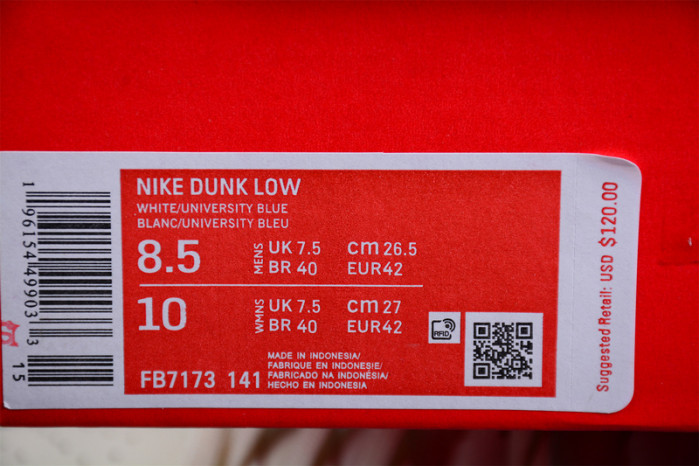 NIKE DUNK LOW
WHITE/UNIVERSITY BLUE
BLANC/UNIVERSITY BLEU
8.5 MENS UK 7.5 cm 26.5
BR 40 EUR42
10 WMNS UK 7.5 cm 27
BR 40 EUR42
RFID
FB7173 141
MADE IN INDONESIA/
FABRIQUE EN INDONESIE/
FABRICADO NA INDONÉSIA/
HECHO EN INDONESIA
Suggested Retail: USD $120.00
1 96154 49903 3
15